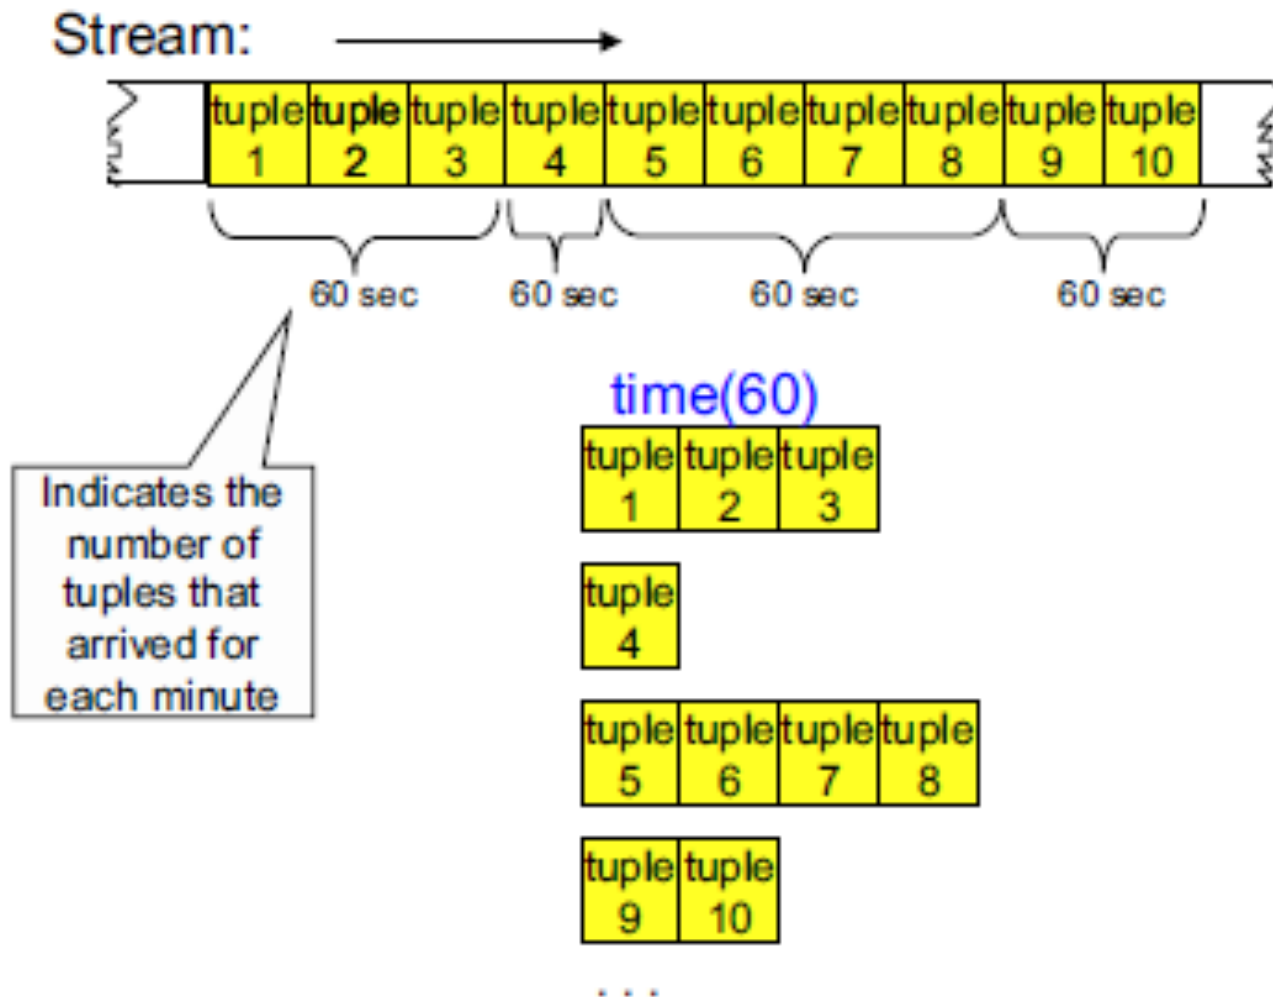 Stream:
tuple tuple tuple tuple tuple tuple tuple tuple tuple tuple
1 2 3 4 5 6 7 8 9 10
60 sec 60 sec 60 sec 60 sec
time(60)
tuple tuple tuple
1 2 3
Indicates the
number of
tuples that
arrived for
each minute
tuple
4
tuple tuple tuple tuple
5 6 7 8
tuple tuple
9 10
. . .